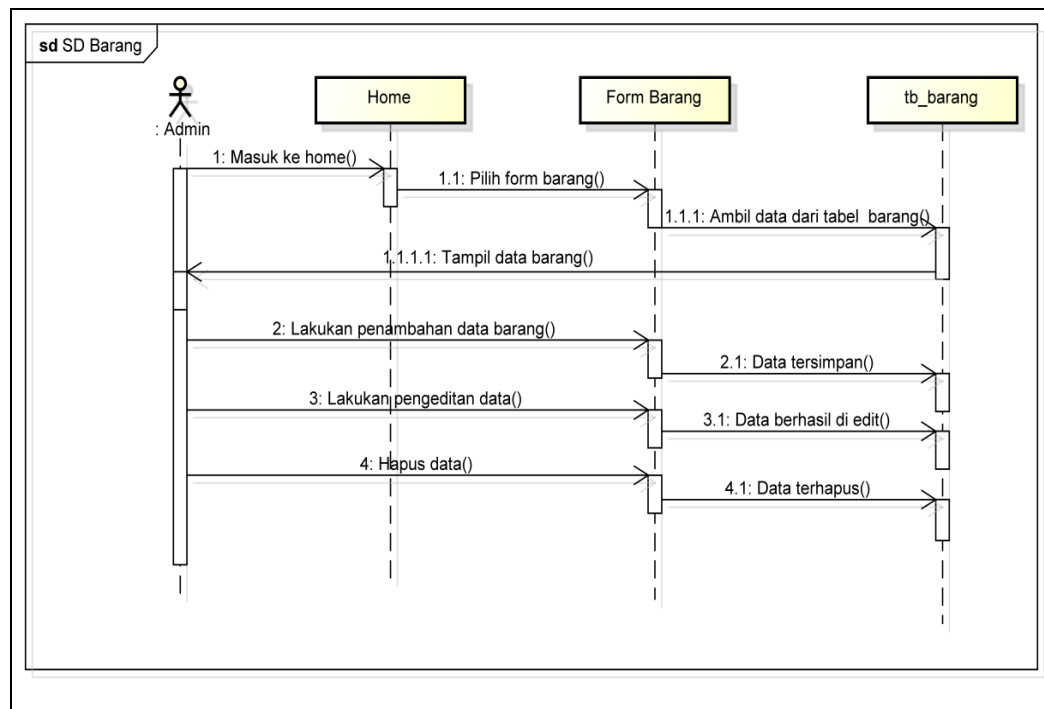 sd SD Barang
: Admin
Home
Form Barang
tb_barang
1: Masuk ke home()
1.1: Pilih form barang()
1.1.1: Ambil data dari tabel barang()
1.1.1.1: Tampil data barang()
2: Lakukan penambahan data barang()
2.1: Data tersimpan()
3: Lakukan pengeditan data()
3.1: Data berhasil di edit()
4: Hapus data()
4.1: Data terhapus()